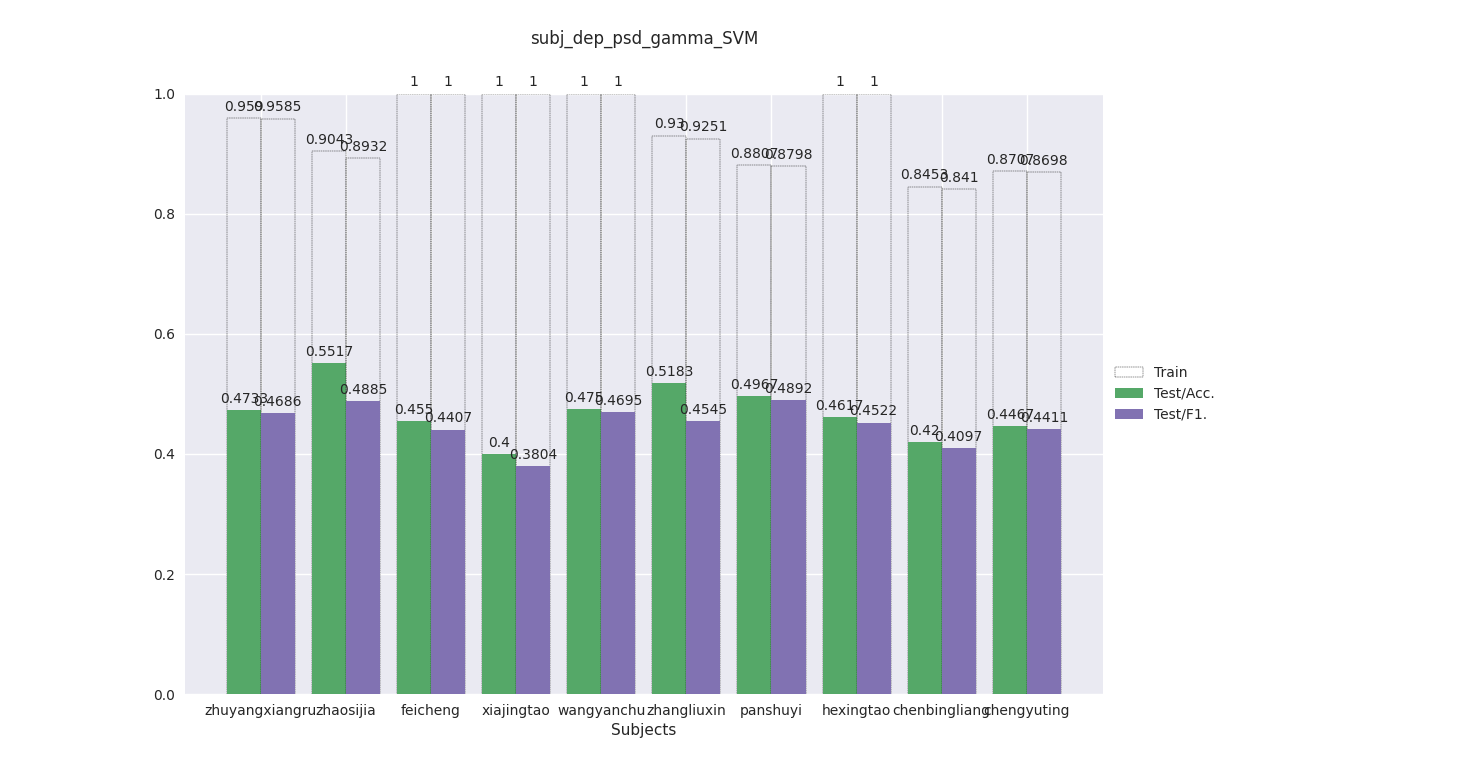 subj_dep_psd_gamma_SVM
1 1 1 1 1 1 1 1
1.0
0.959 0.9585 0.9043 0.8932 0.93 0.9251 0.8807 0.8798 0.8453 0.841 0.8707 0.8698
0.8
0.6
0.4733 0.4686 0.5517 0.4885 0.455 0.4407 0.4 0.3804 0.475 0.4695 0.5183 0.4545 0.4967 0.4892 0.4617 0.4522 0.42 0.4097 0.4467 0.4411
0.4
0.2
0.0
zhuyangxiangru zhaosijia feicheng xiajingtao wangyanchu zhangliuxin panshuyi hexingtao chenbingliang chengyuting
Subjects
Train
Test/Acc.
Test/F1.